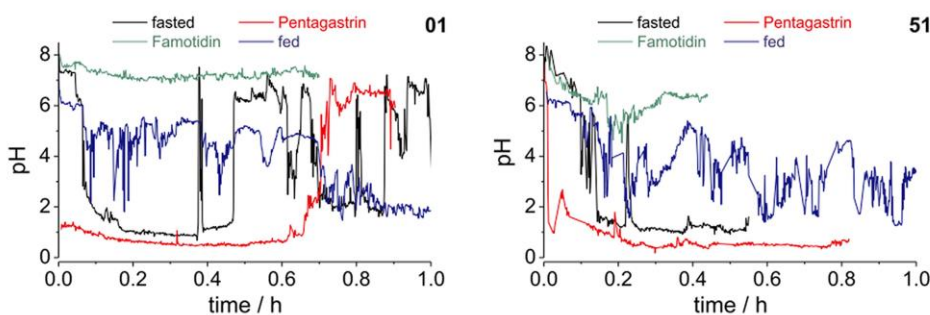 fasted Pentagastrin 01
Famotidin fed
8
6
4
2
0
pH
0.0 0.2 0.4 0.6 0.8 1.0
time / h
fasted Pentagastrin 51
Famotidin fed
8
6
4
2
0
pH
0.0 0.2 0.4 0.6 0.8 1.0
time / h